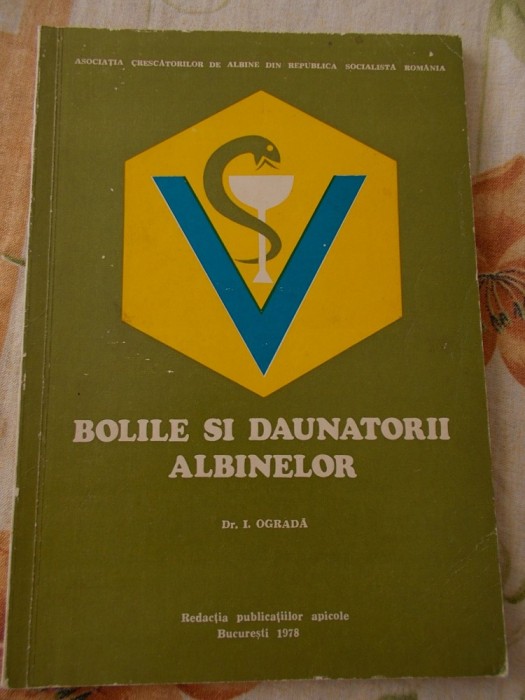 ASOCIAȚIA CRESCĂTORILOR DE ALBINE DIN REPUBLICA SOCIALISTĂ ROMÂNIA
V
BOLILE SI DAUNATORII
ALBINELOR
Dr. I. OGRADĂ
Redacția publicațiilor apicole
București 1978